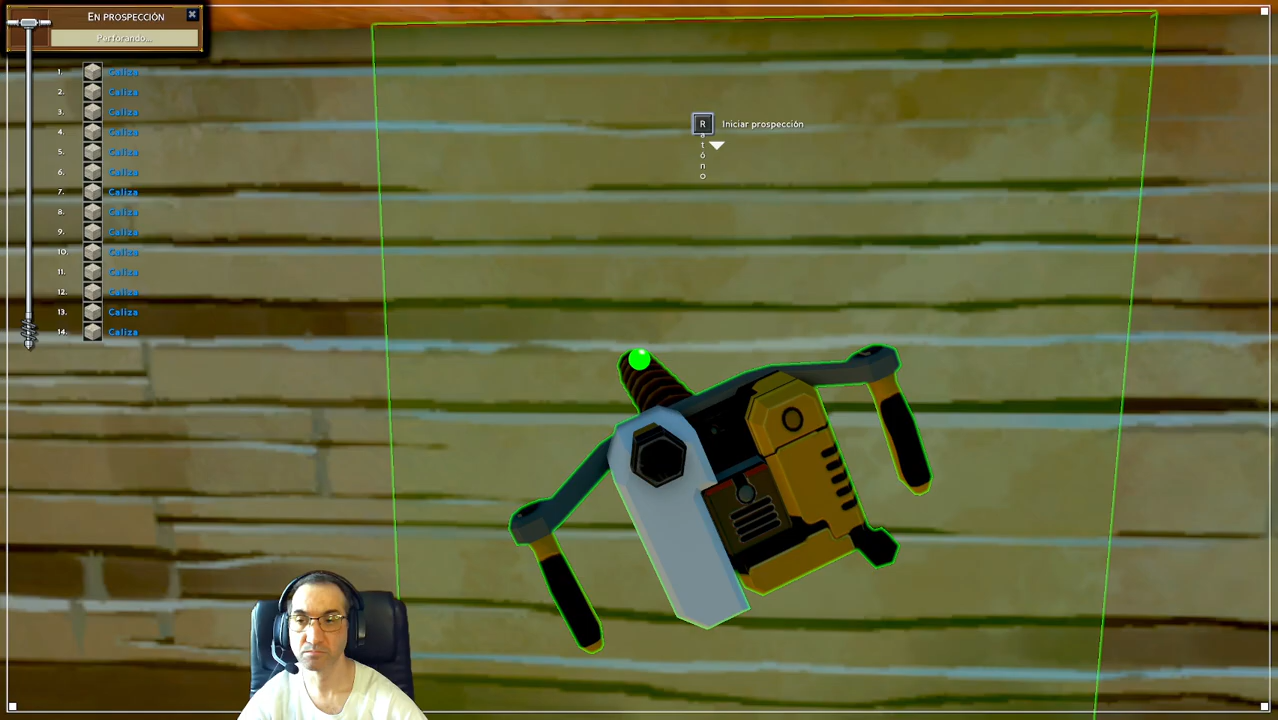 EN PROSPECCIÓN
Perforando...
1. Caliza
2. Caliza
3. Caliza
4. Caliza
5. Caliza
6. Caliza
7. Caliza
8. Caliza
9. Caliza
10. Caliza
11. Caliza
12. Caliza
13. Caliza
14. Caliza
R Iniciar prospección
a
t
ó
n
o